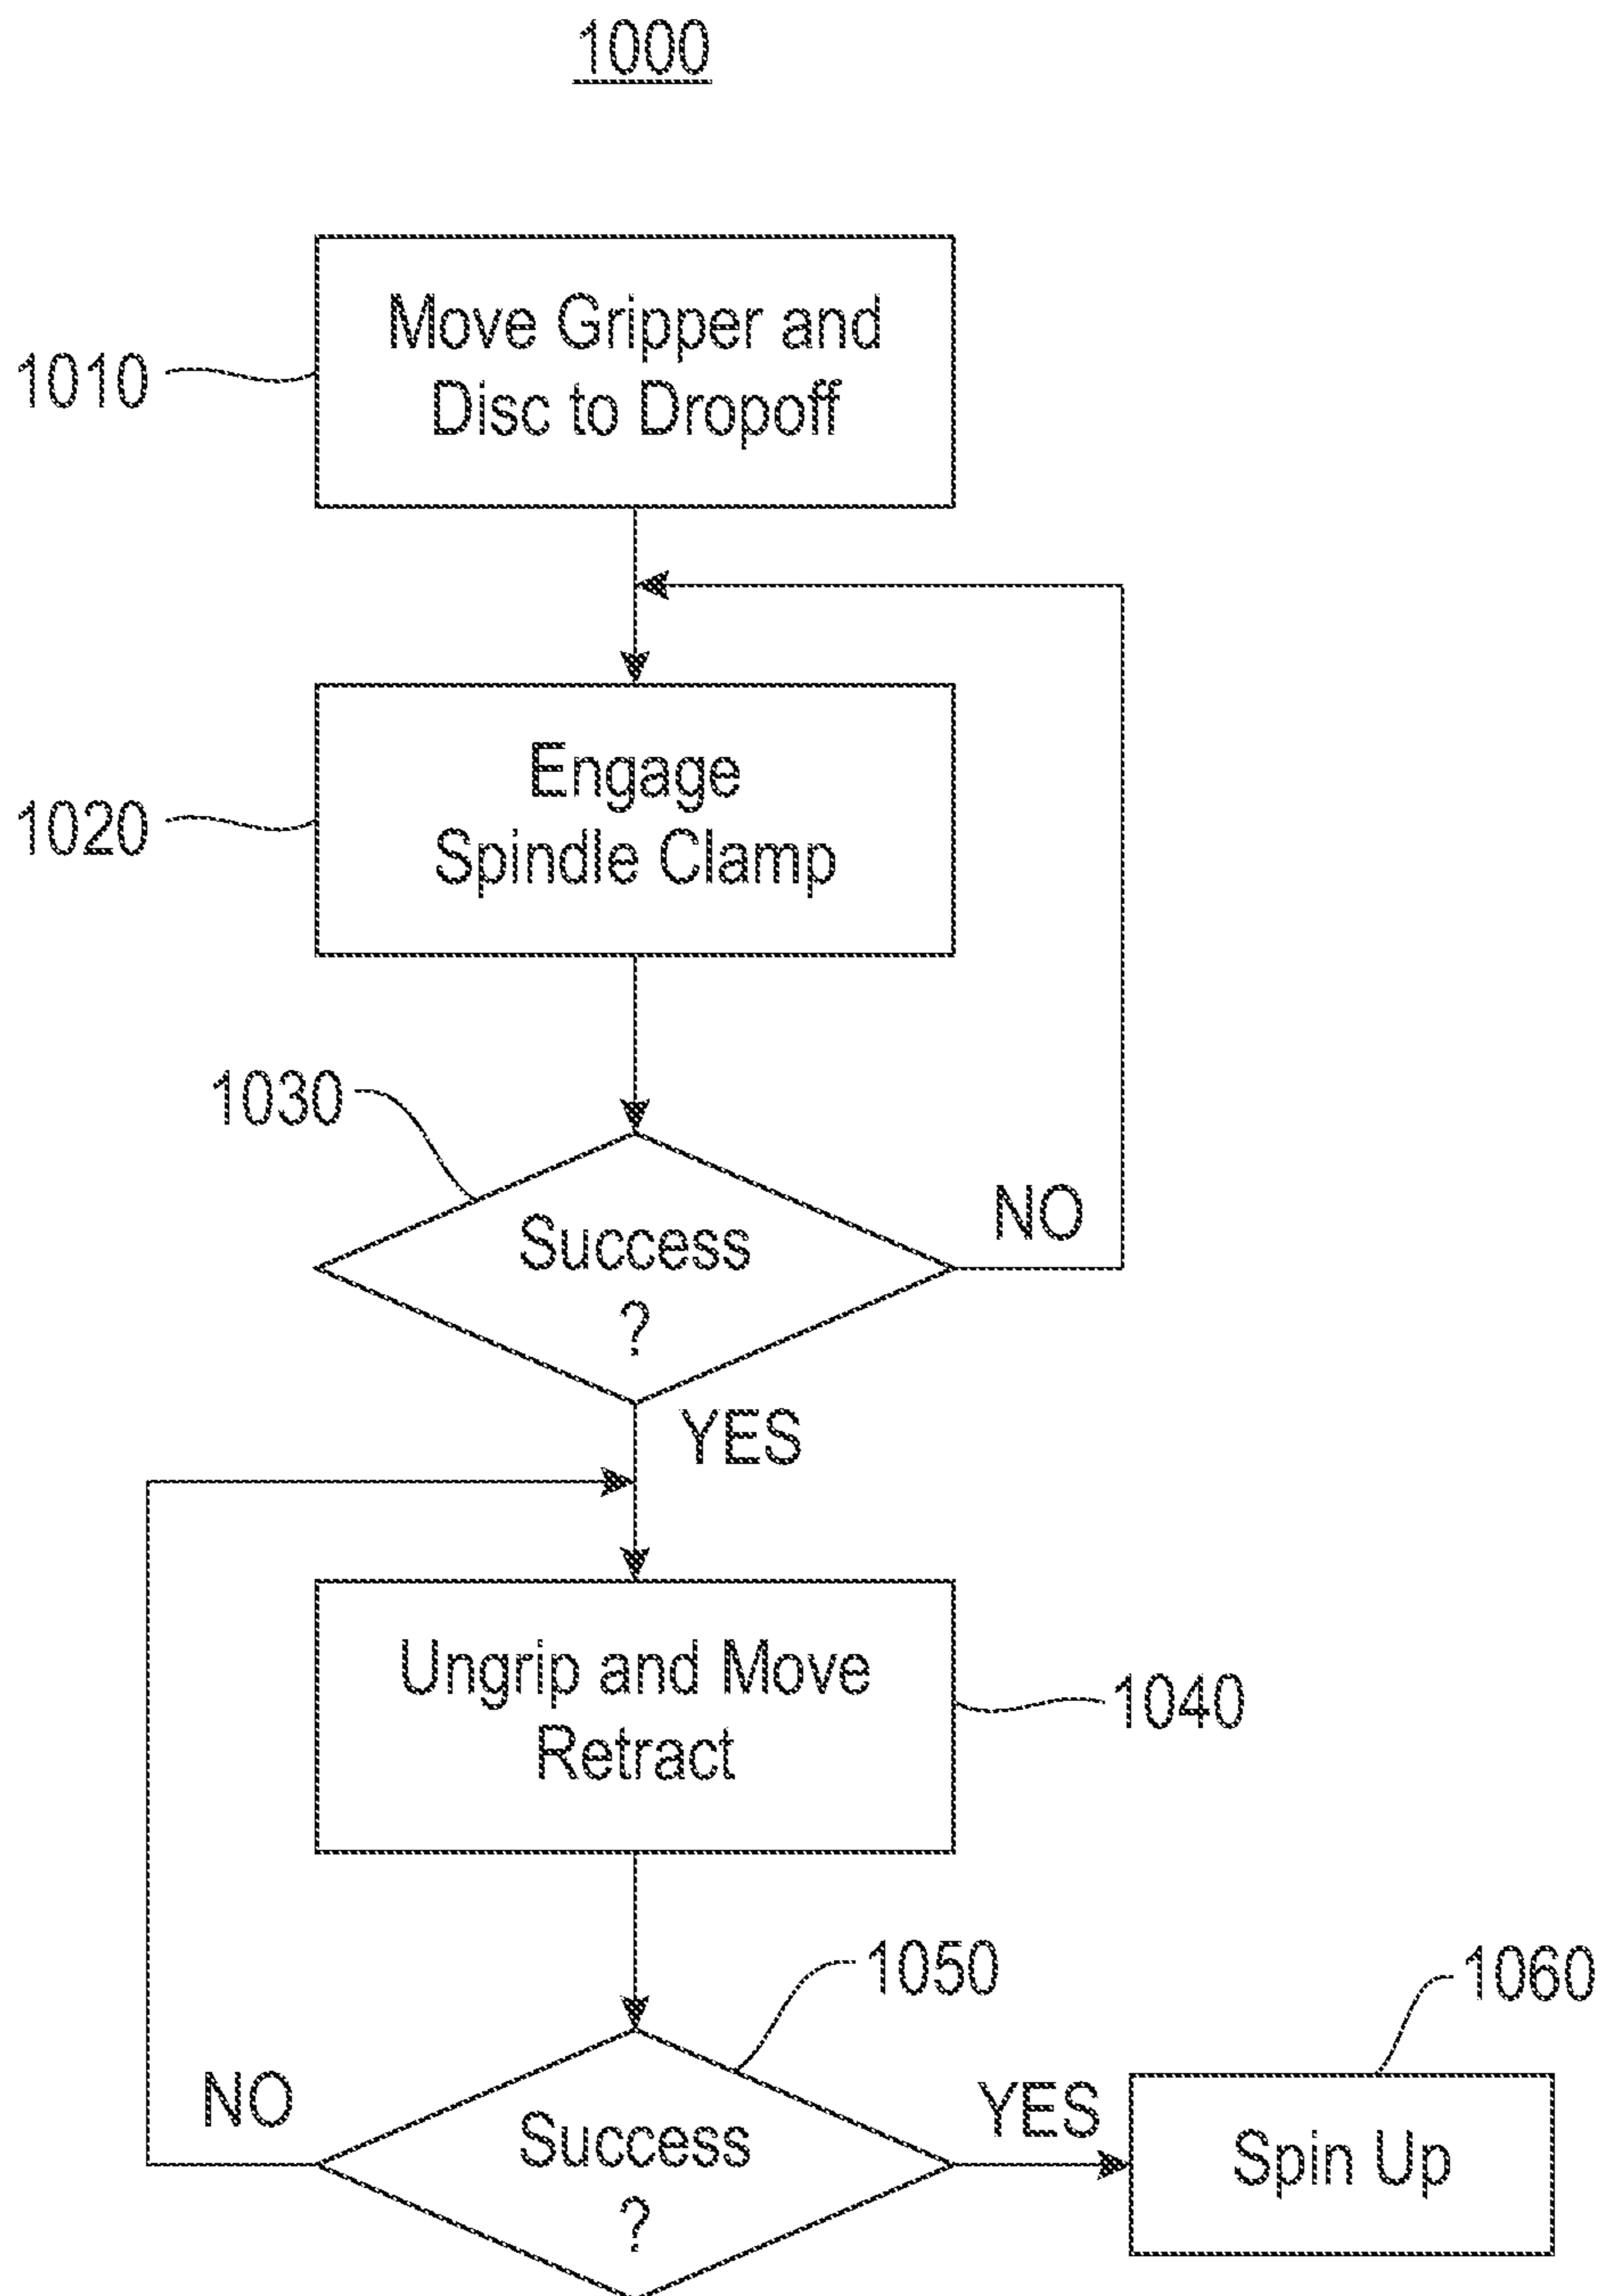 1000
Move Gripper and
Disc to Dropoff
1010
Engage
Spindle Clamp
1020
1030
Success
?
NO
YES
Ungrip and Move
Retract
1040
1050
1060
NO
Success
?
YES
Spin Up